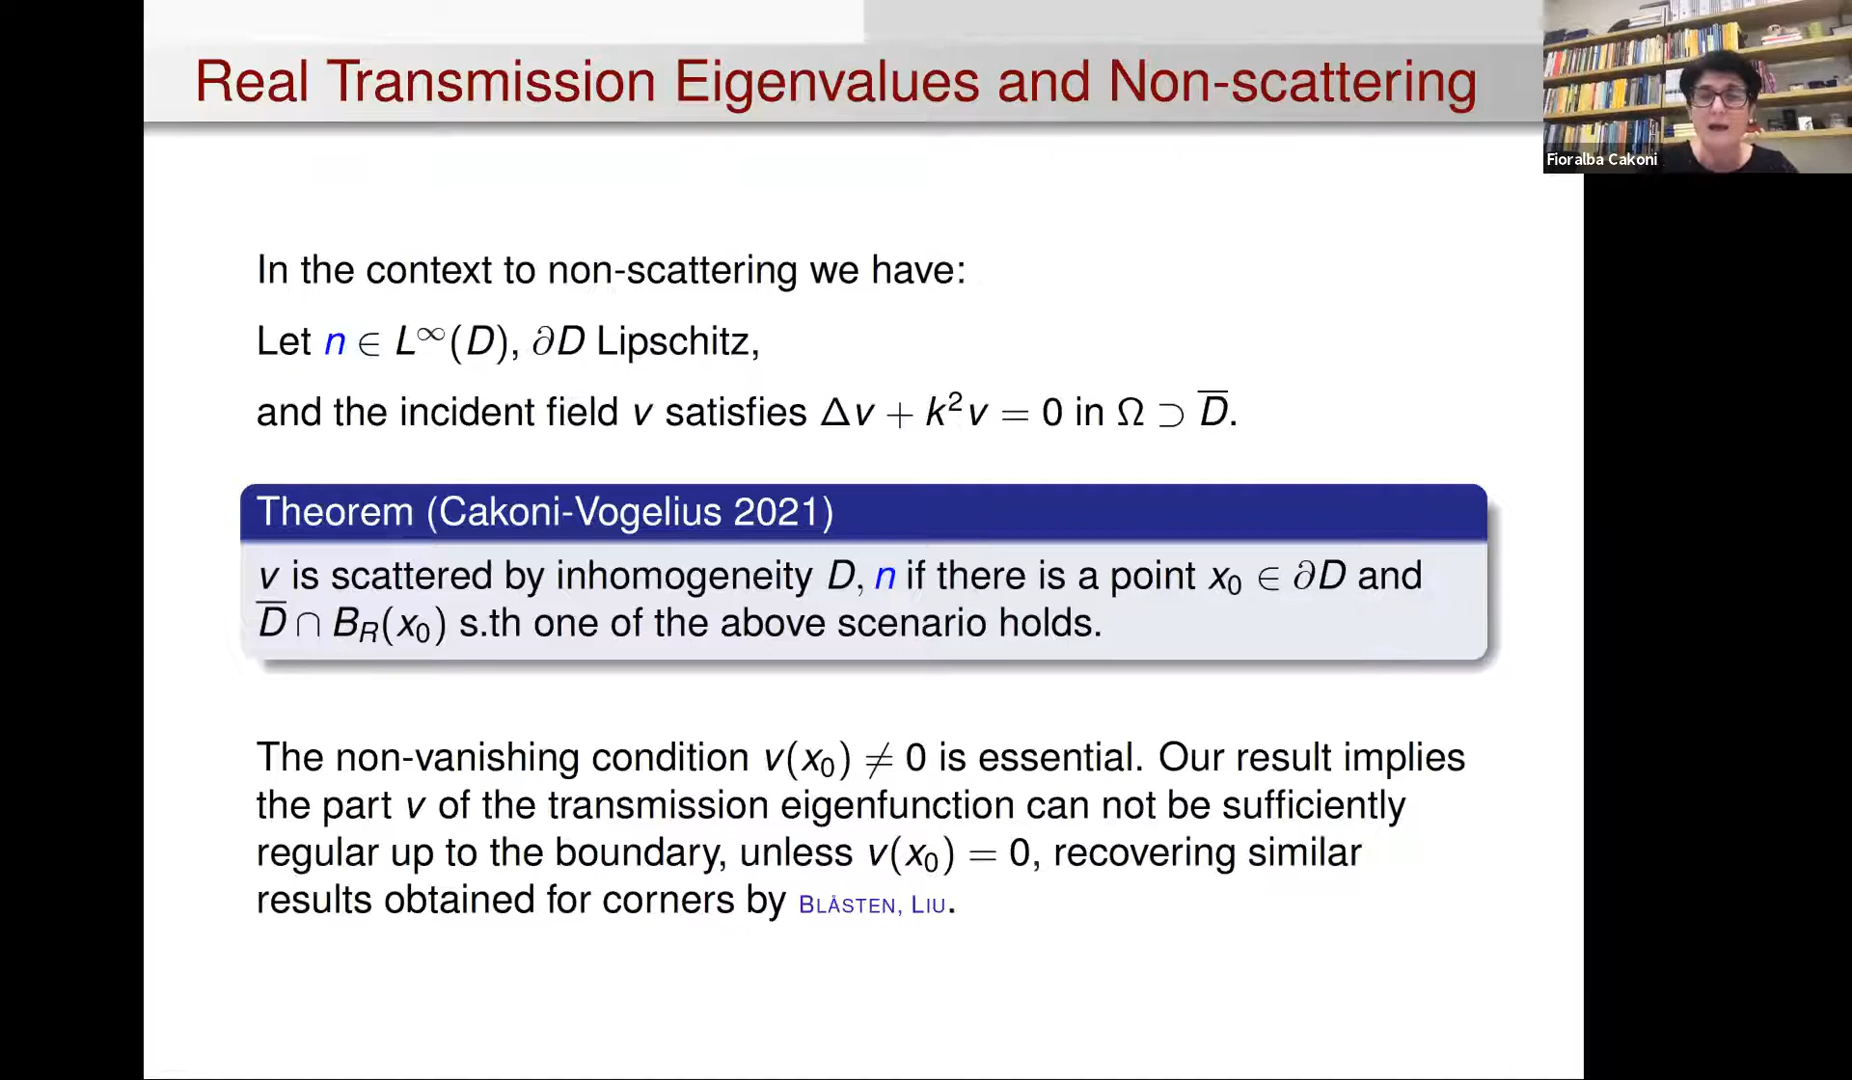 Real Transmission Eigenvalues and Non-scattering
Fioralba Cakoni
In the context to non-scattering we have:
Let n ∈ L^∞(D), ∂D Lipschitz,
and the incident field v satisfies Δv + k²v = 0 in Ω ⊃ D̅.
Theorem (Cakoni-Vogelius 2021)
v is scattered by inhomogeneity D, n if there is a point x₀ ∈ ∂D and
D̅ ∩ B_R(x₀) s.th one of the above scenario holds.
The non-vanishing condition v(x₀) ≠ 0 is essential. Our result implies
the part v of the transmission eigenfunction can not be sufficiently
regular up to the boundary, unless v(x₀) = 0, recovering similar
results obtained for corners by BLÅSTEN, LIU.